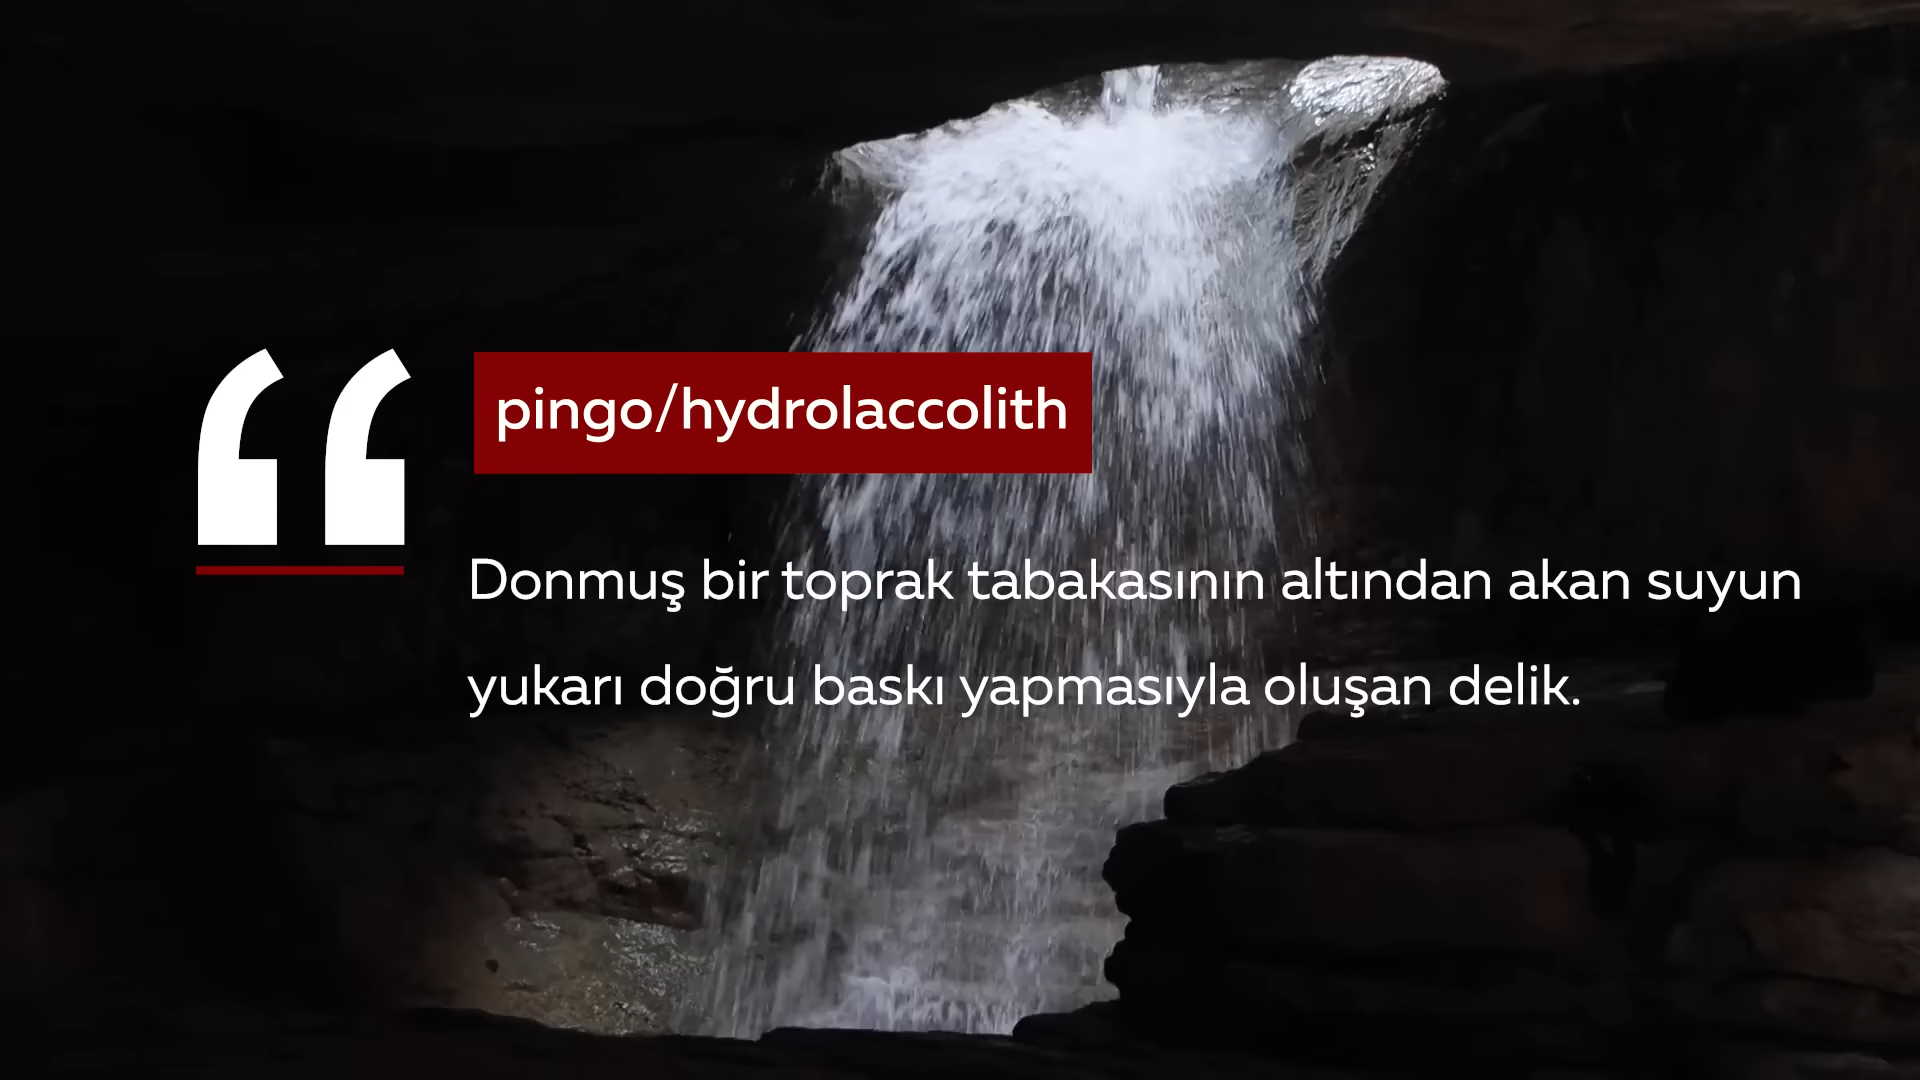 pingo/hydrolaccolith
Donmuş bir toprak tabakasının altından akan suyun
yukarı doğru baskı yapmasıyla oluşan delik.